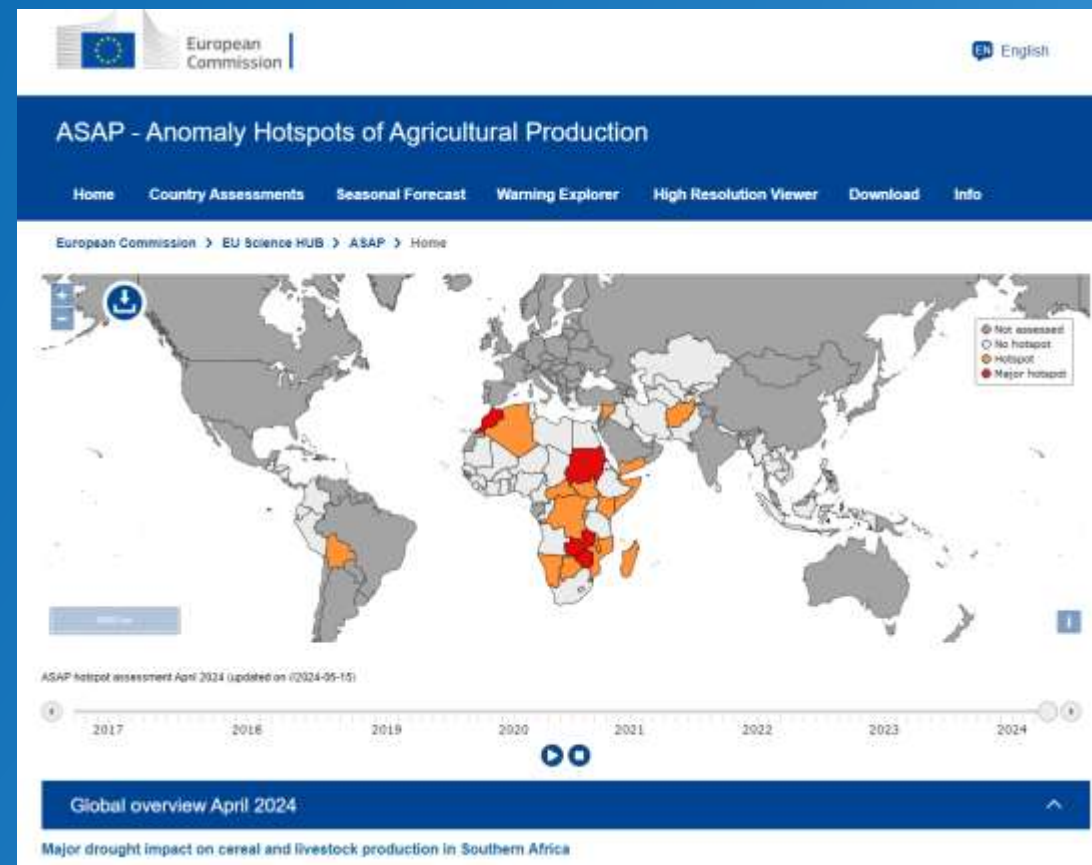 European
Commission
EN English
ASAP - Anomaly Hotspots of Agricultural Production
Home Country Assessments Seasonal Forecast Warning Explorer High Resolution Viewer Download Info
European Commission > EU Science HUB > ASAP > Home
+
−
Not assessed
No hotspot
Hotspot
Major hotspot
i
ASAP hotspot assessment April 2024 (updated on //2024-05-15)
2017 2018 2019 2020 2021 2022 2023 2024
Global overview April 2024
Major drought impact on cereal and livestock production in Southern Africa